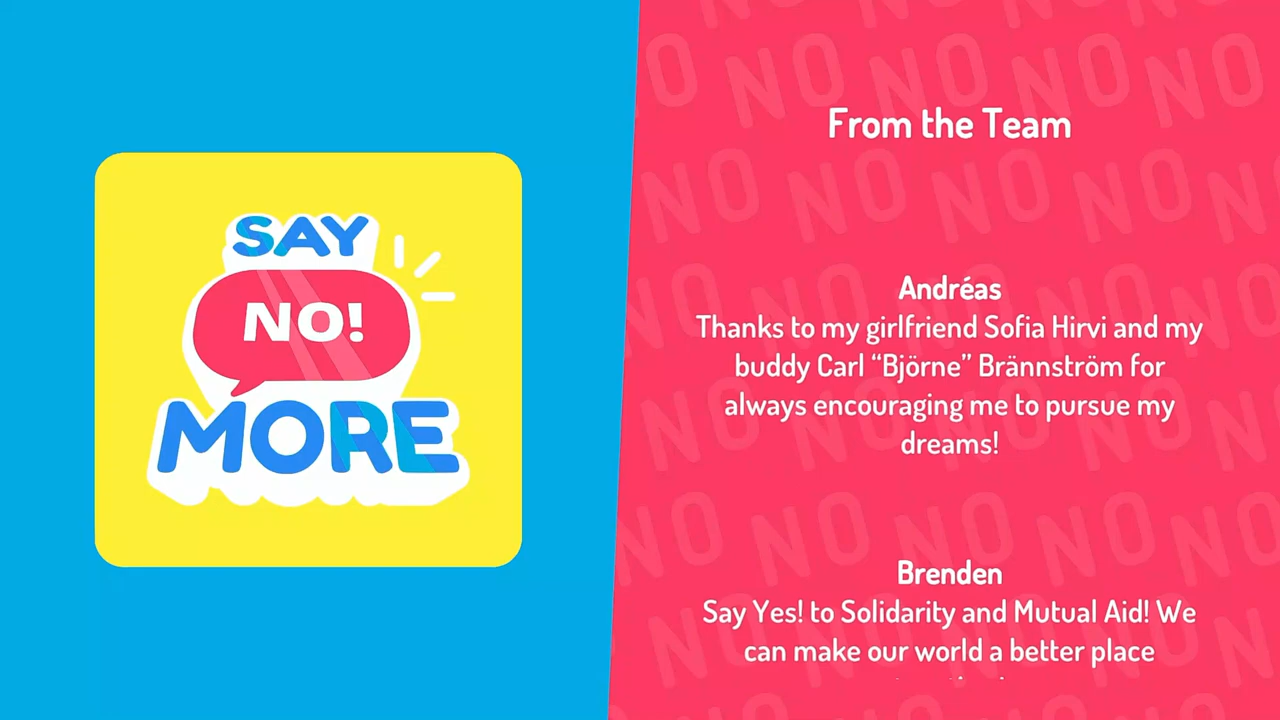 SAY
NO!
MORE
From the Team
Andréas
Thanks to my girlfriend Sofia Hirvi and my
buddy Carl “Björne” Brännström for
always encouraging me to pursue my
dreams!
Brenden
Say Yes! to Solidarity and Mutual Aid! We
can make our world a better place